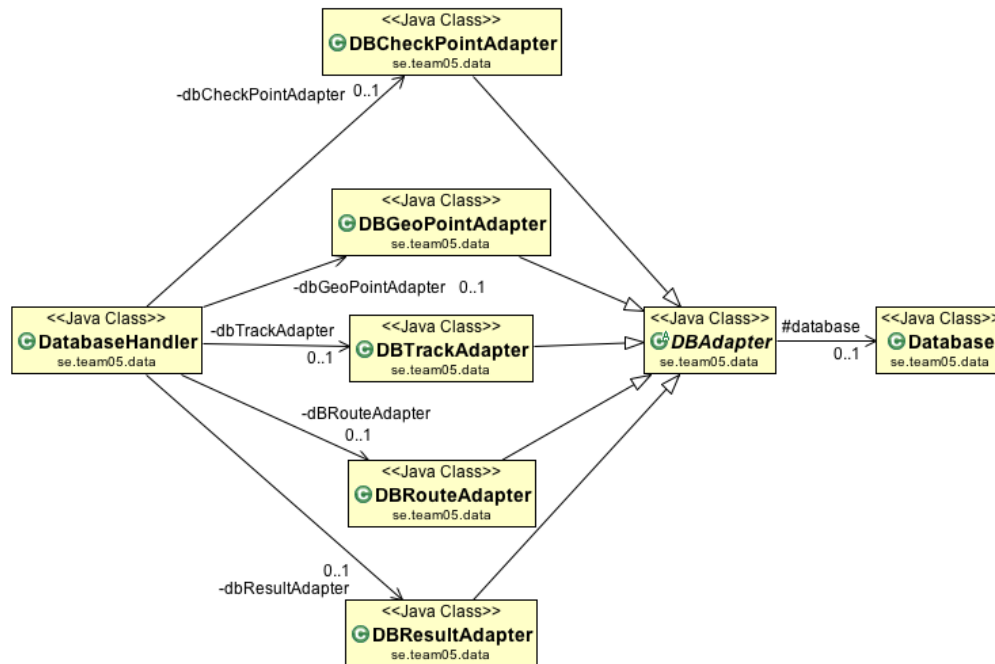 <<Java Class>>
DBCheckPointAdapter
se.team05.data
-dbCheckPointAdapter 0..1
<<Java Class>>
DBGeoPointAdapter
se.team05.data
-dbGeoPointAdapter 0..1
<<Java Class>>
DatabaseHandler
se.team05.data
-dbTrackAdapter
0..1
<<Java Class>>
DBTrackAdapter
se.team05.data
<<Java Class>>
DBAdapter
se.team05.data
#database
0..1
<<Java Class>>
Database
se.team05.data
-dBRouteAdapter
0..1
<<Java Class>>
DBRouteAdapter
se.team05.data
0..1
-dbResultAdapter
<<Java Class>>
DBResultAdapter
se.team05.data